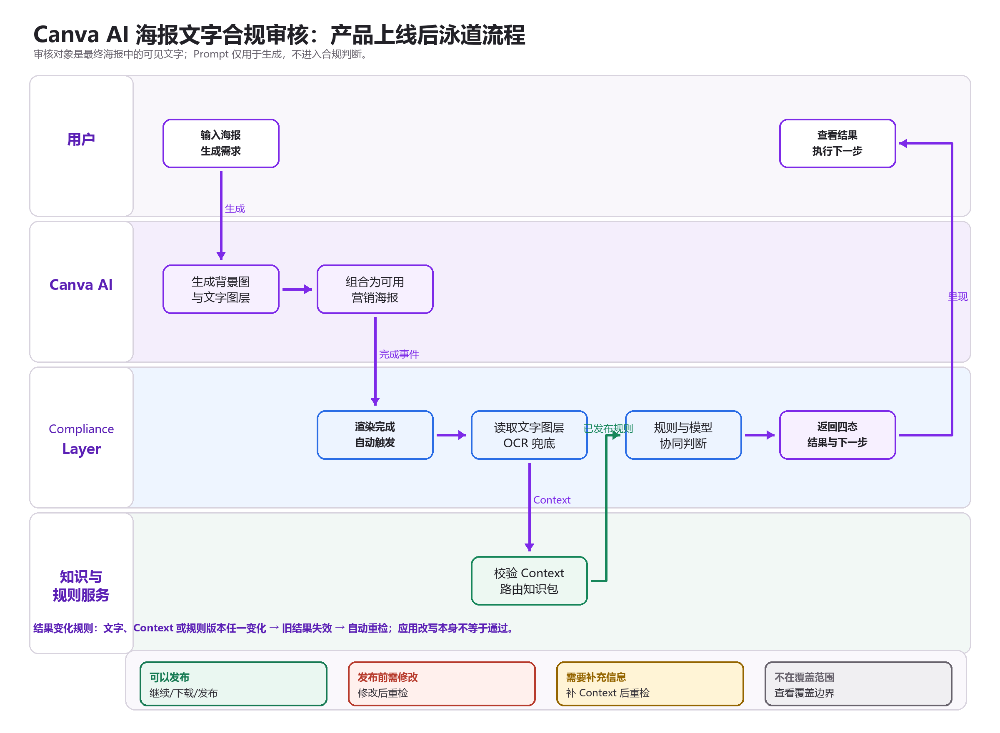 Canva AI 海报文字合规审核：产品上线后泳道流程
审核对象是最终海报中的可见文字；Prompt 仅用于生成，不进入合规判断。
用户
输入海报
生成需求
查看结果
执行下一步
生成
Canva AI
生成背景图
与文字图层
组合为可用
营销海报
呈现
完成事件
Compliance
Layer
渲染完成
自动触发
读取文字图层
OCR 兜底
已发布规则
规则与模型
协同判断
返回四态
结果与下一步
Context
知识与
规则服务
校验 Context
路由知识包
结果变化规则：文字、Context 或规则版本任一变化 → 旧结果失效 → 自动重检；应用改写本身不等于通过。
可以发布
继续/下载/发布
发布前需修改
修改后重检
需要补充信息
补 Context 后重检
不在覆盖范围
查看覆盖边界